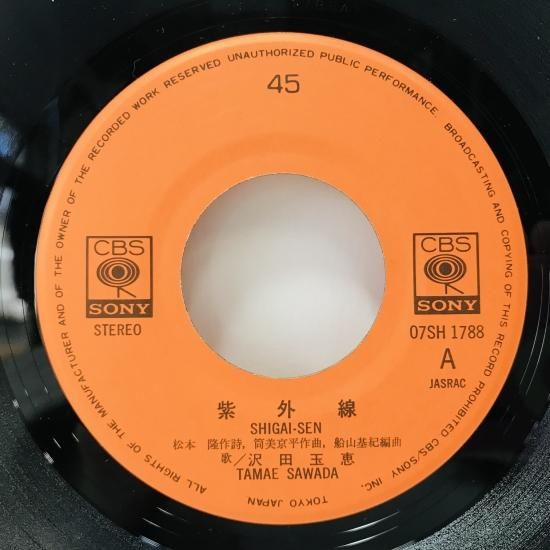 ALL RIGHTS OF THE MANUFACTURER AND OF THE OWNER OF THE RECORDED WORK RESERVED UNAUTHORIZED PUBLIC PERFORMANCE. BROADCASTING AND COPYING OF THIS RECORD PROHIBITED CBS/SONY INC. TOKYO JAPAN
45
CBS
SONY
STEREO
CBS
SONY
07SH 1788
A
JASRAC
紫外線
SHIGAI-SEN
松本 隆作詩, 筒美京平作曲, 船山基紀編曲
歌/沢田玉恵
TAMAE SAWADA